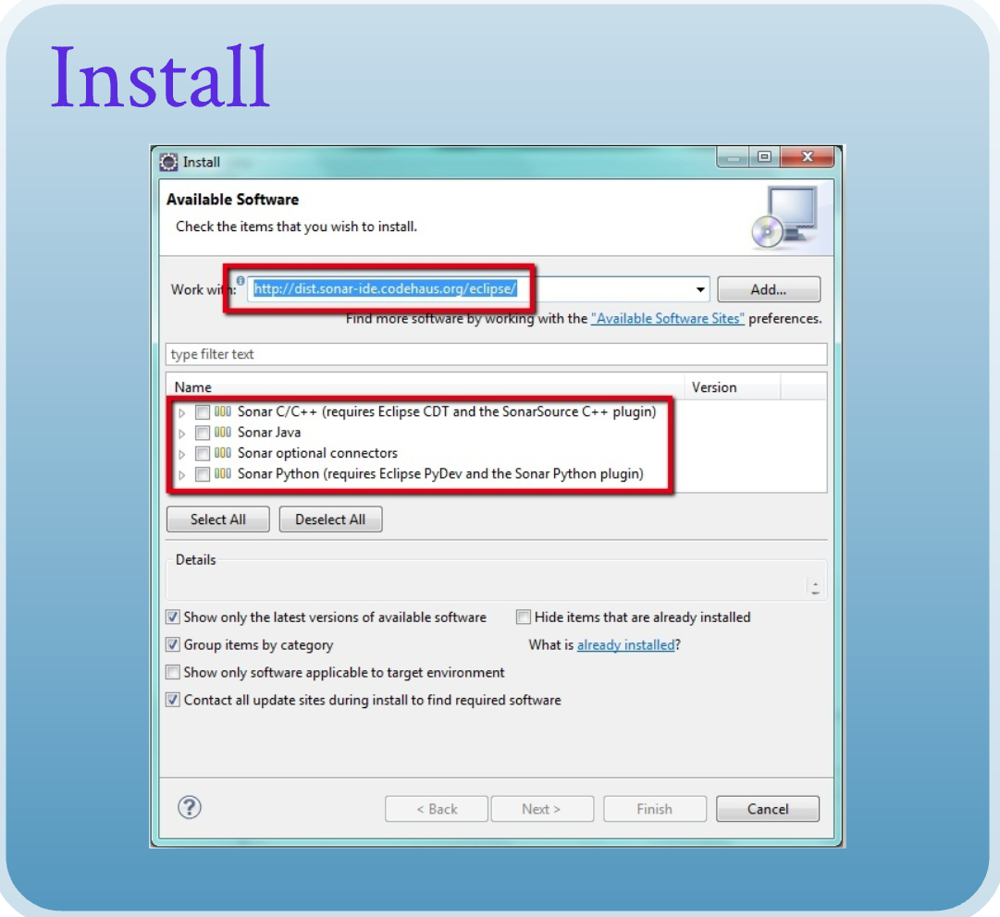 Install
Install
Available Software
Check the items that you wish to install.
Work with: http://dist.sonar-ide.codehaus.org/eclipse/ Add...
Find more software by working with the "Available Software Sites" preferences.
type filter text
Name Version
Sonar C/C++ (requires Eclipse CDT and the SonarSource C++ plugin)
Sonar Java
Sonar optional connectors
Sonar Python (requires Eclipse PyDev and the Sonar Python plugin)
Select All Deselect All
Details
Show only the latest versions of available software Hide items that are already installed
Group items by category What is already installed?
Show only software applicable to target environment
Contact all update sites during install to find required software
? < Back Next > Finish Cancel